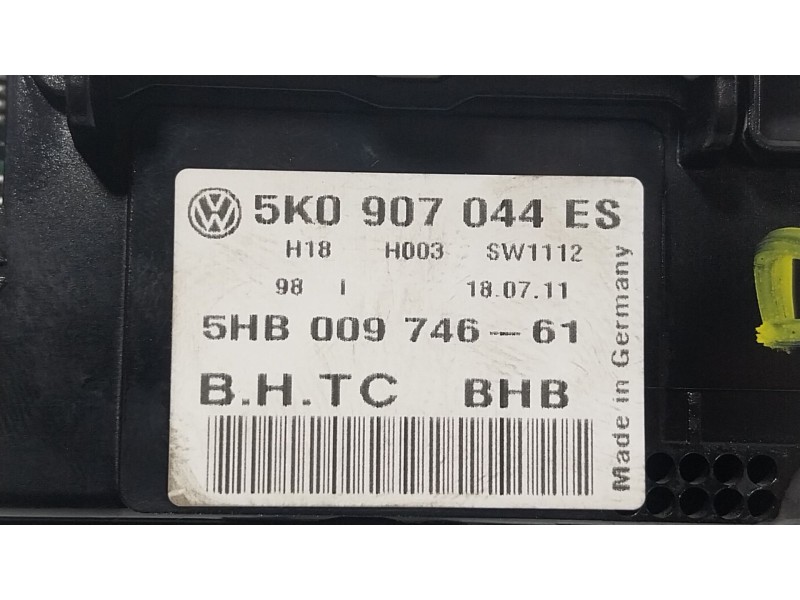 5K0 907 044 ES
H18 H003 SW1112
98 I 18.07.11
5HB 009 746-61
B.H.TC BHB
Made in Germany